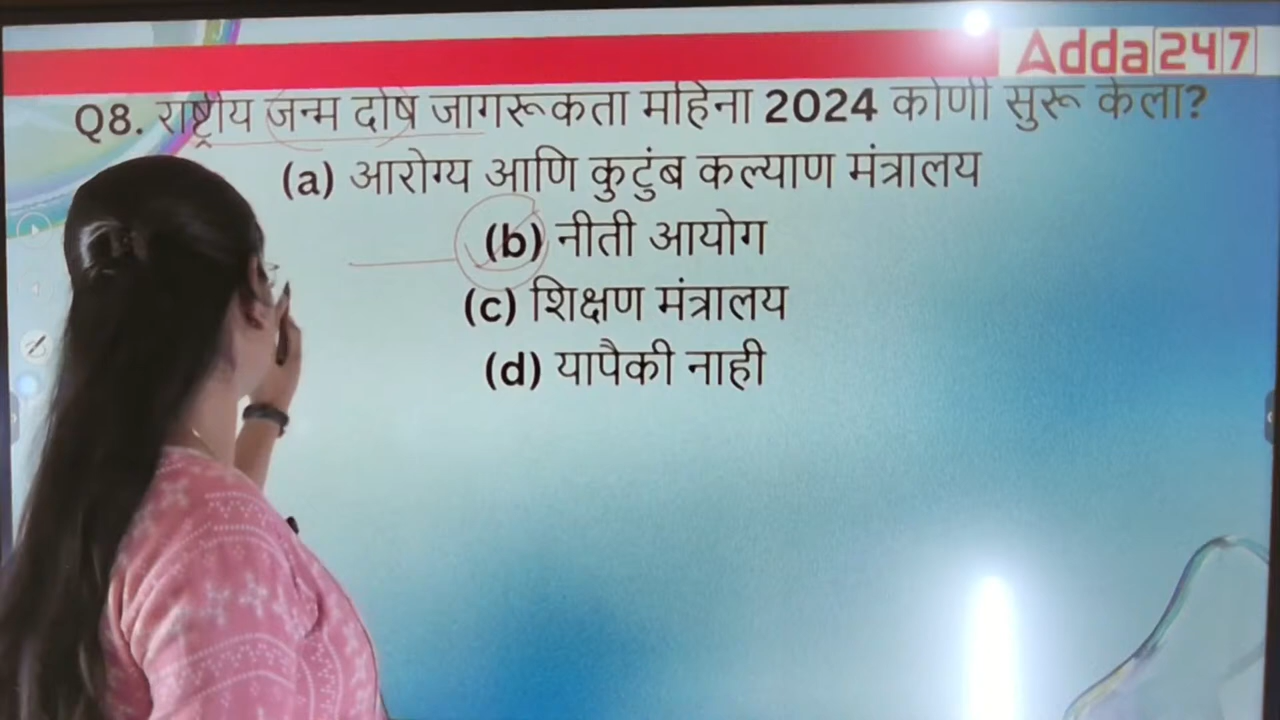 Adda247
Q8. राष्ट्रीय जन्म दोष जागरूकता महिना 2024 कोणी सुरू केला?
(a) आरोग्य आणि कुटुंब कल्याण मंत्रालय
(b) नीती आयोग
(c) शिक्षण मंत्रालय
(d) यापैकी नाही